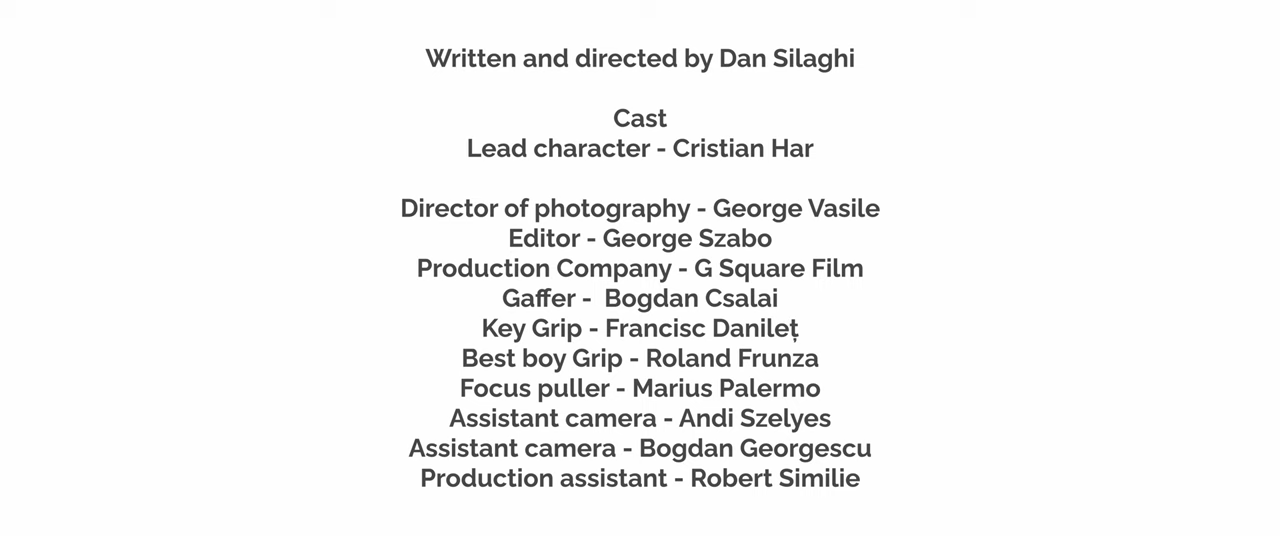 Written and directed by Dan Silaghi
Cast
Lead character - Cristian Har
Director of photography - George Vasile
Editor - George Szabo
Production Company - G Square Film
Gaffer -  Bogdan Csalai
Key Grip - Francisc Danileț
Best boy Grip - Roland Frunza
Focus puller - Marius Palermo
Assistant camera - Andi Szelyes
Assistant camera - Bogdan Georgescu
Production assistant - Robert Similie